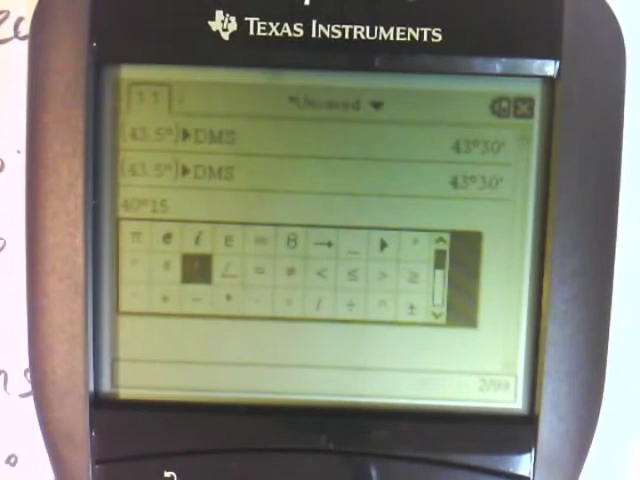 TEXAS INSTRUMENTS
1.1
*Unsaved
(43.5°)▶DMS
43°30'
(43.5°)▶DMS
43°30'
40°15
π e i E ∞ θ → _ ▶
∠ = ≠ < ≤ > ≥
+ − * / ÷ ^ ±
2/99